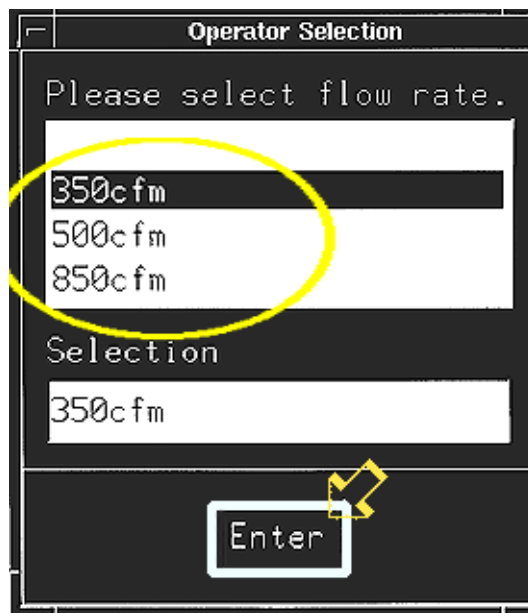 Operator Selection
Please select flow rate.
350cfm
500cfm
850cfm
Selection
350cfm
Enter